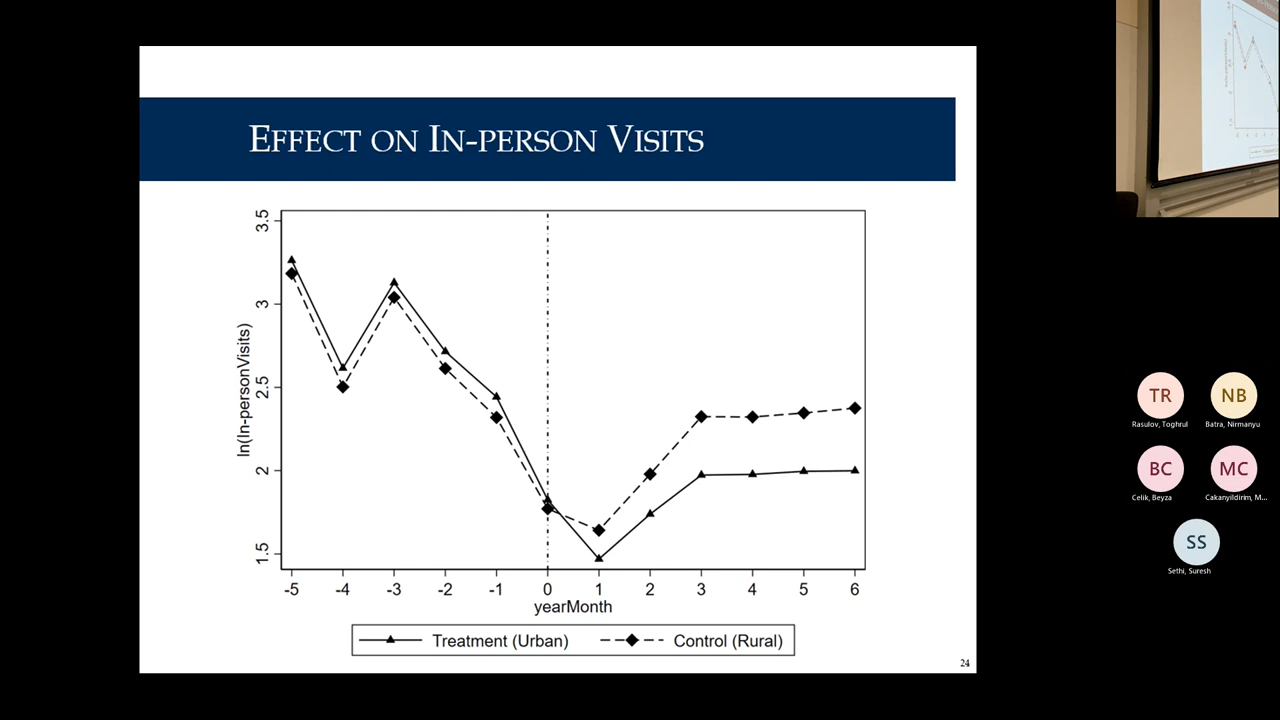 EFFECT ON IN-PERSON VISITS
3.5
3
2.5
2
1.5
ln(In-personVisits)
-5 -4 -3 -2 -1 0 1 2 3 4 5 6
yearMonth
Treatment (Urban) Control (Rural)
24
TR NB
Rasulov, Toghrul Batra, Nirmanyu
BC MC
Celik, Beyza Cakanyildirim, M...
SS
Sethi, Suresh